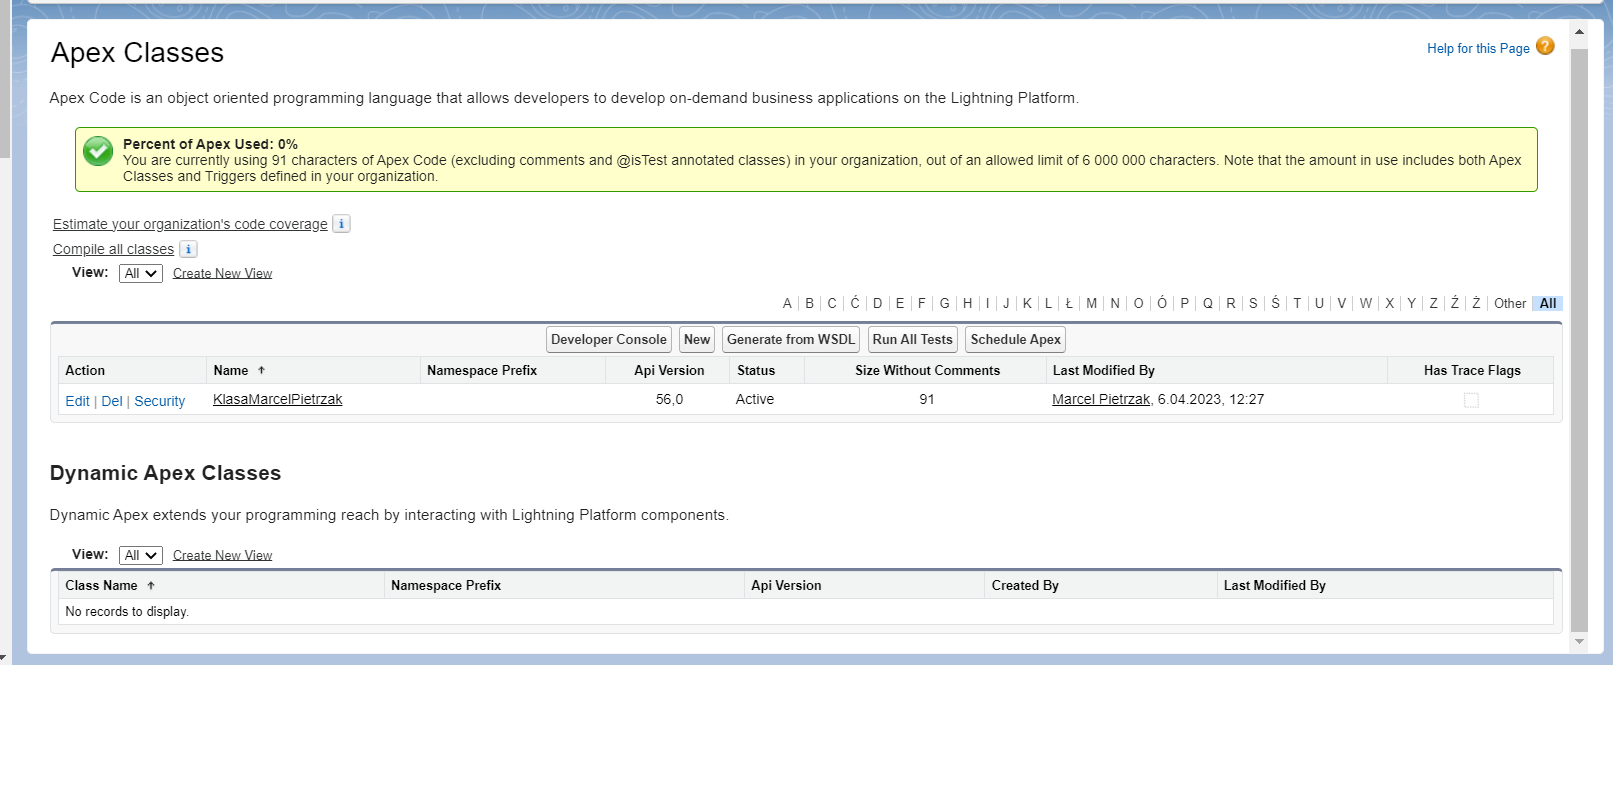 Apex Classes
Help for this Page ?
Apex Code is an object oriented programming language that allows developers to develop on-demand business applications on the Lightning Platform.
Percent of Apex Used: 0%
You are currently using 91 characters of Apex Code (excluding comments and @isTest annotated classes) in your organization, out of an allowed limit of 6 000 000 characters. Note that the amount in use includes both Apex
Classes and Triggers defined in your organization.
Estimate your organization's code coverage i
Compile all classes i
View: All Create New View
A | B | C | Ć | D | E | F | G | H | I | J | K | L | Ł | M | N | O | Ó | P | Q | R | S | Ś | T | U | V | W | X | Y | Z | Ź | Ż | Other | All
Developer Console New Generate from WSDL Run All Tests Schedule Apex
Action Name ↑ Namespace Prefix Api Version Status Size Without Comments Last Modified By Has Trace Flags
Edit | Del | Security KlasaMarcelPietrzak 56,0 Active 91 Marcel Pietrzak, 6.04.2023, 12:27
Dynamic Apex Classes
Dynamic Apex extends your programming reach by interacting with Lightning Platform components.
View: All Create New View
Class Name ↑ Namespace Prefix Api Version Created By Last Modified By
No records to display.